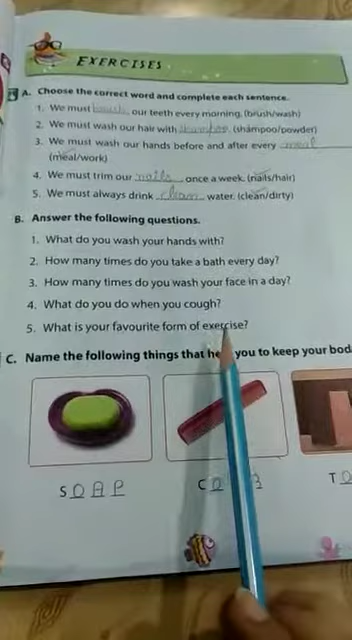 EXERCISES
A. Choose the correct word and complete each sentence.
1. We must brush our teeth every morning. (brush/wash)
2. We must wash our hair with shampoo. (shampoo/powder)
3. We must wash our hands before and after every meal
(meal/work)
4. We must trim our nails once a week. (nails/hair)
5. We must always drink clean water. (clean/dirty)
B. Answer the following questions.
1. What do you wash your hands with?
2. How many times do you take a bath every day?
3. How many times do you wash your face in a day?
4. What do you do when you cough?
5. What is your favourite form of exercise?
C. Name the following things that you to keep your
SOAP